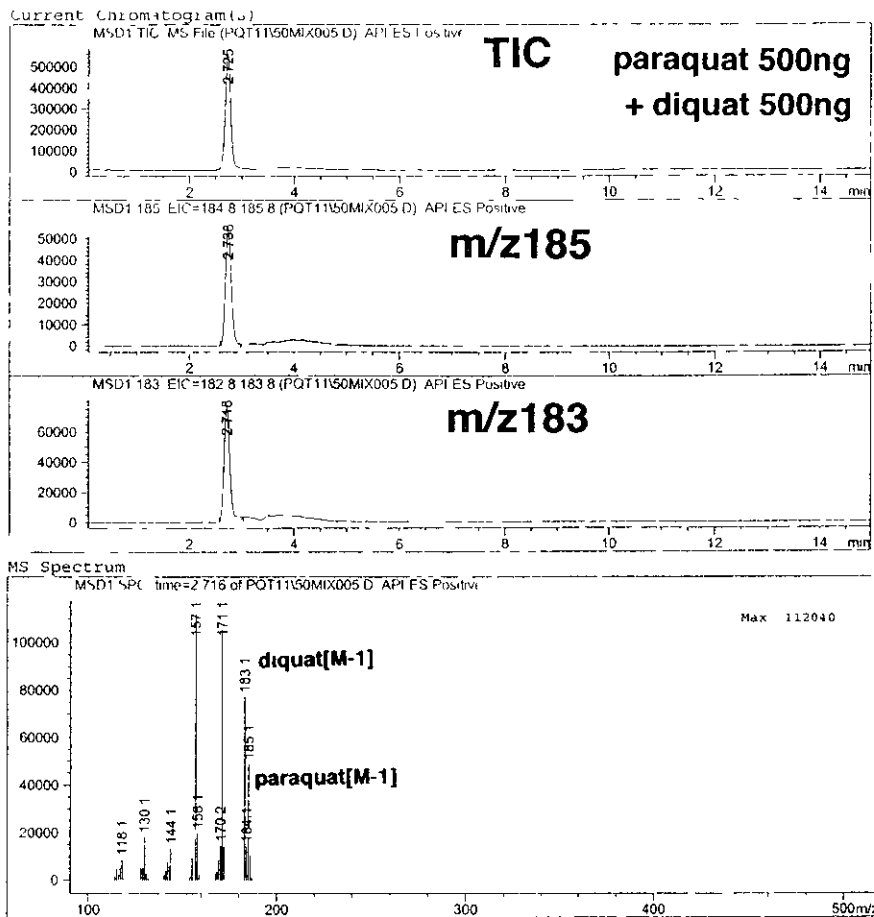 Current Chromatogram(s)
MSD1 TIC MS File (PQT11\50MIX005 D) API ES Positive
TIC
paraquat 500ng
+ diquat 500ng
2.725
500000
400000
300000
200000
100000
0
2 4 6 8 10 12 14 min
MSD1 185 EIC=184 8 185 8 (PQT11\50MIX005 D) API ES Positive
m/z185
50000
40000
30000
20000
10000
0
2 4 6 8 10 12 14 min
MSD1 183 EIC=182 8 183 8 (PQT11\50MIX005 D) API ES Positive
m/z183
60000
40000
20000
0
2 4 6 8 10 12 14 min
MS Spectrum
MSD1 SPC time=2 716 of PQT11\50MIX005 D API ES Positive
Max 112040
157 1
171 1
diquat[M-1]
183 1
185 1
paraquat[M-1]
118 1
130 1
144 1
158 1
170 2
184 1
100000
80000
60000
40000
20000
0
100 200 300 400 500 m/z